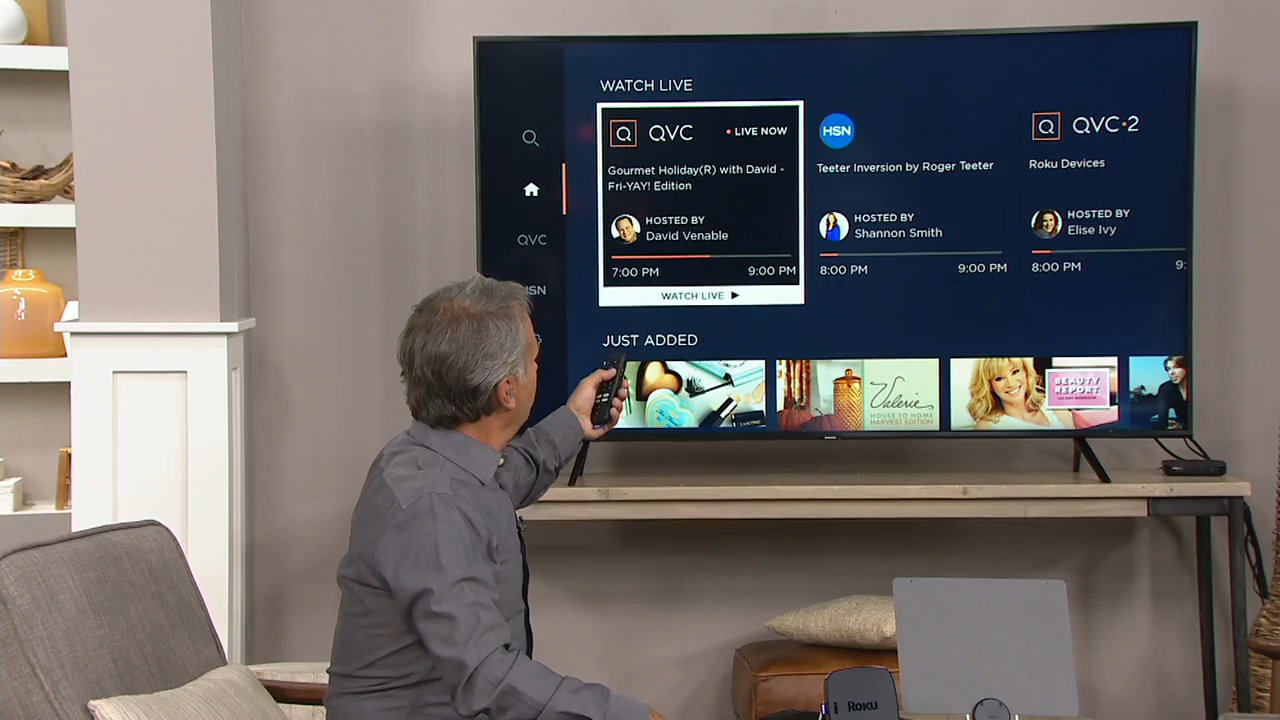 WATCH LIVE
QVC
• LIVE NOW
Gourmet Holiday(R) with David -
Fri-YAY! Edition
HOSTED BY
David Venable
7:00 PM
9:00 PM
WATCH LIVE ▶
HSN
Teeter Inversion by Roger Teeter
HOSTED BY
Shannon Smith
8:00 PM
9:00 PM
QVC•2
Roku Devices
HOSTED BY
Elise Ivy
8:00 PM
9:
QVC
HSN
JUST ADDED
Valerie
HOUSE TO HOME
HARVEST EDITION
BEAUTY
REPORT
Roku